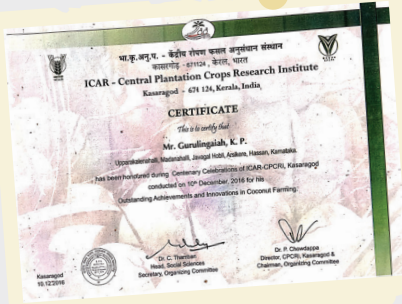 भा.कृ.अनु.प. - केंद्रीय रोपण फसल अनुसंधान संस्थान
कासरगोड़ - 671124, केरल, भारत
ICAR - Central Plantation Crops Research Institute
Kasaragod - 674 124, Kerala, India
CERTIFICATE
This is to certify that
Mr. Gurulingaiah, K. P.
Madanahalli, Javagal Hobli, Arsikere, Hassan, Karnataka.
has been honoured during Centenary Celebrations of ICAR-CPCRI, Kasaragod
conducted on 10th December, 2016 for his
Outstanding Achievements and Innovations in Coconut Farming.
Kasaragod
10.12/2016
Dr. C. Thamban
Head, Social Sciences
Secretary, Organizing Committee
Dr. P. Chowdappa
Director, CPCRI, Kasaragod &
Chairman, Organizing Committee